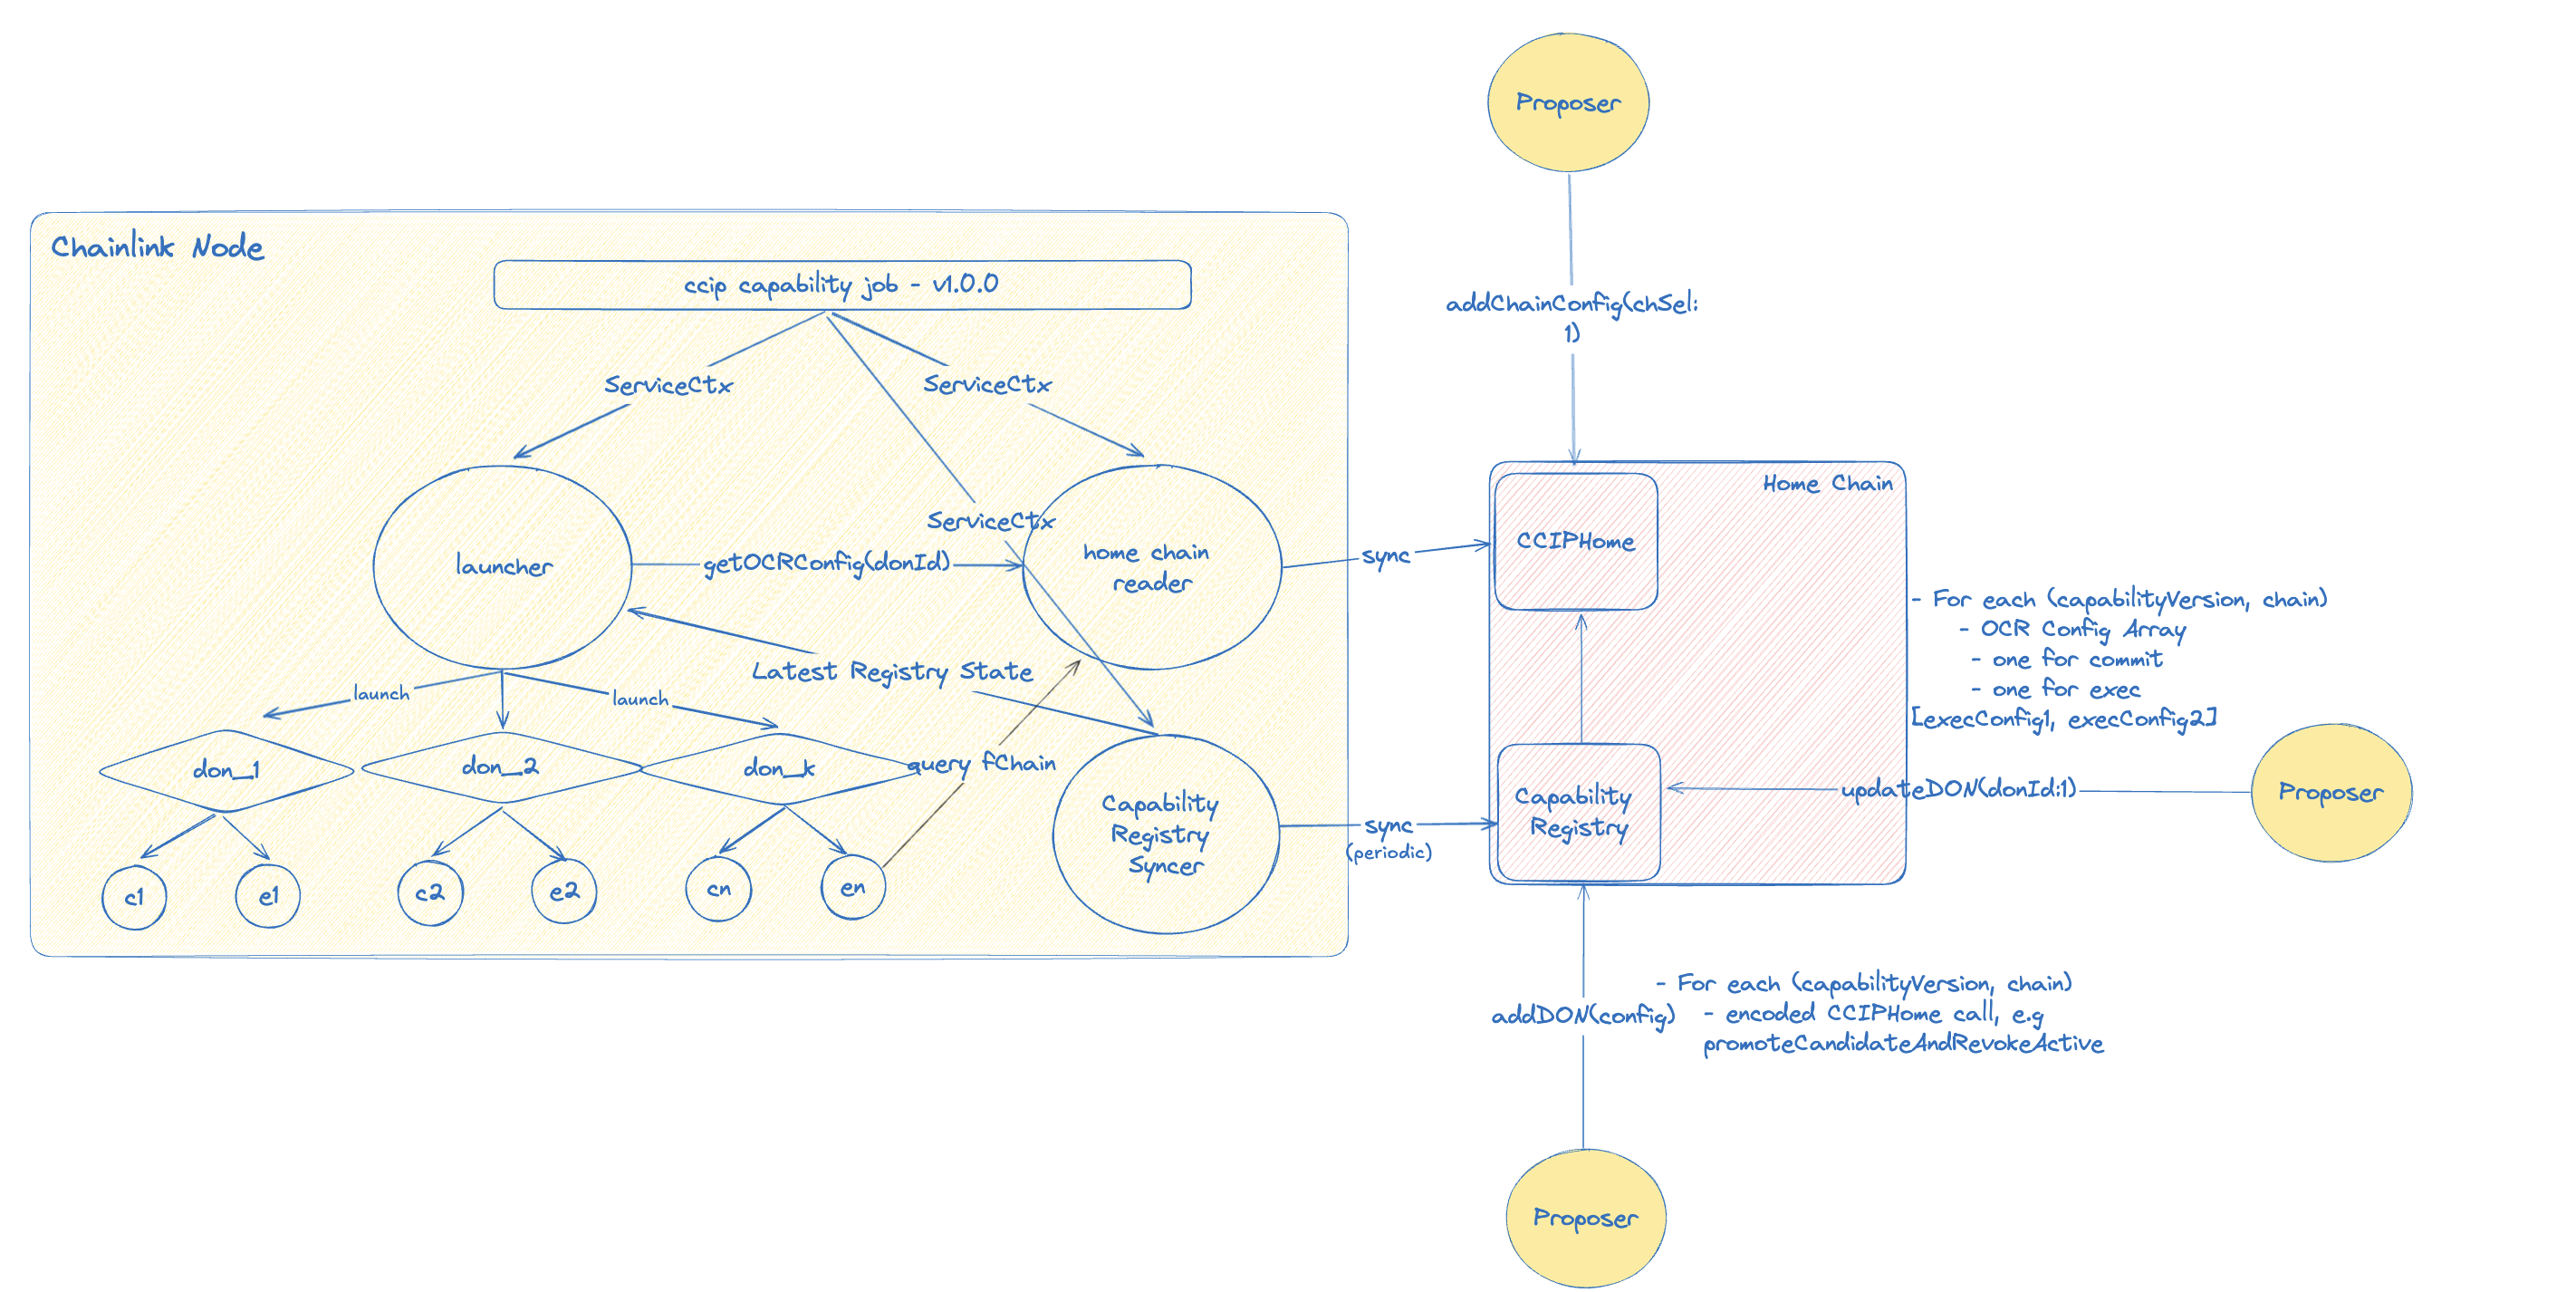 Proposer
addChainConfig(chSel:
1)
Chainlink Node
ccip capability job - v1.0.0
ServiceCtx
ServiceCtx
ServiceCtx
launcher
getOCRConfig(donId)
home chain
reader
Latest Registry State
launch
launch
don_1
don_2
don_k
query fChain
c1
e1
c2
e2
cn
en
Capability
Registry
Syncer
sync
sync
(periodic)
Home Chain
CCIPHome
Capability
Registry
- For each (capabilityVersion, chain)
- OCR Config Array
- one for commit
- one for exec
[execConfig1, execConfig2]
updateDON(donId:1)
Proposer
addDON(config)
- For each (capabilityVersion, chain)
- encoded CCIPHome call, e.g
promoteCandidateAndRevokeActive
Proposer